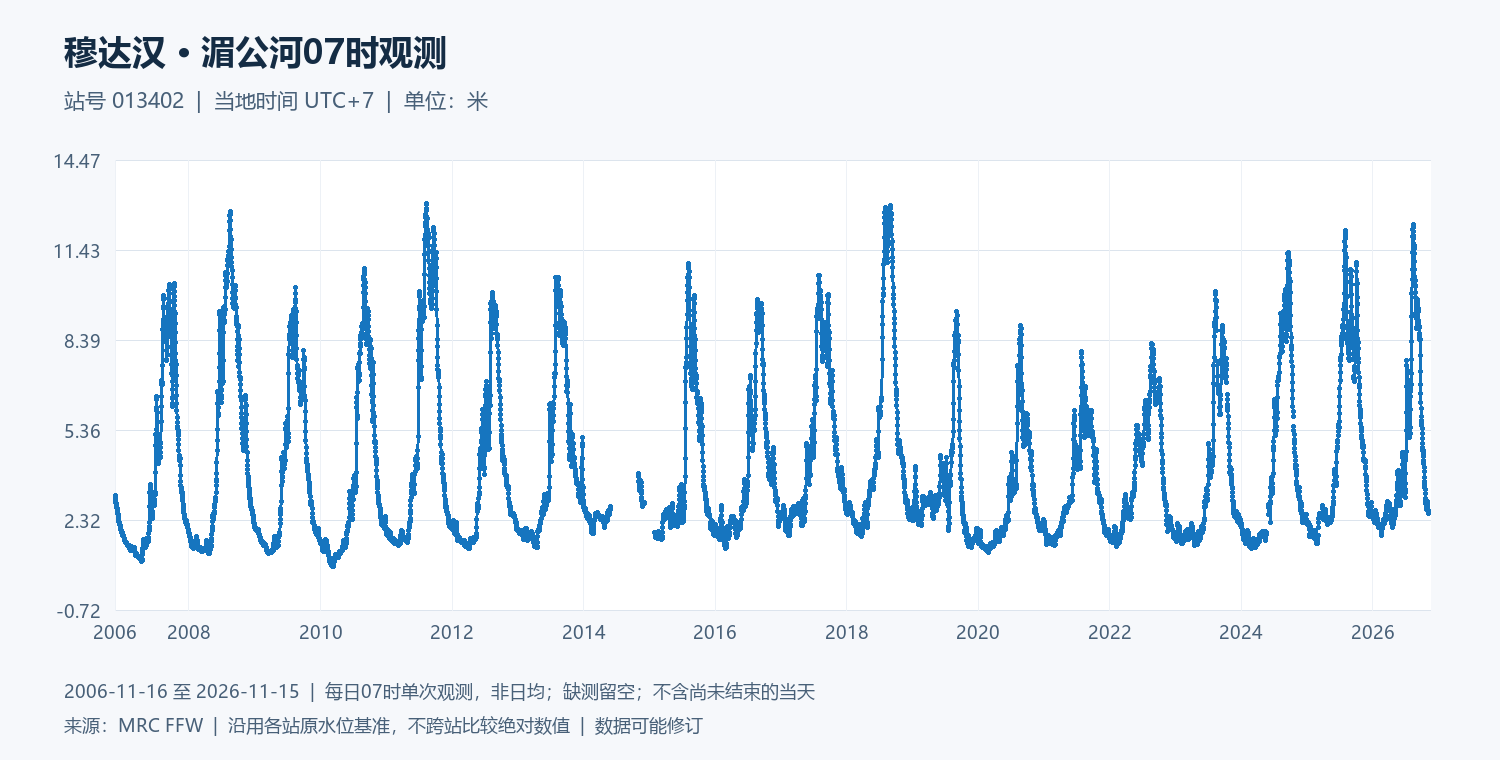 穆达汉 • 湄公河07时观测
站号 013402 | 当地时间 UTC+7 | 单位：米
14.47
11.43
8.39
5.36
2.32
-0.72
2006 2008 2010 2012 2014 2016 2018 2020 2022 2024 2026
2006-11-16 至 2026-11-15 | 每日07时单次观测，非日均；缺测留空；不含尚未结束的当天
来源：MRC FFW | 沿用各站原水位基准，不跨站比较绝对数值 | 数据可能修订